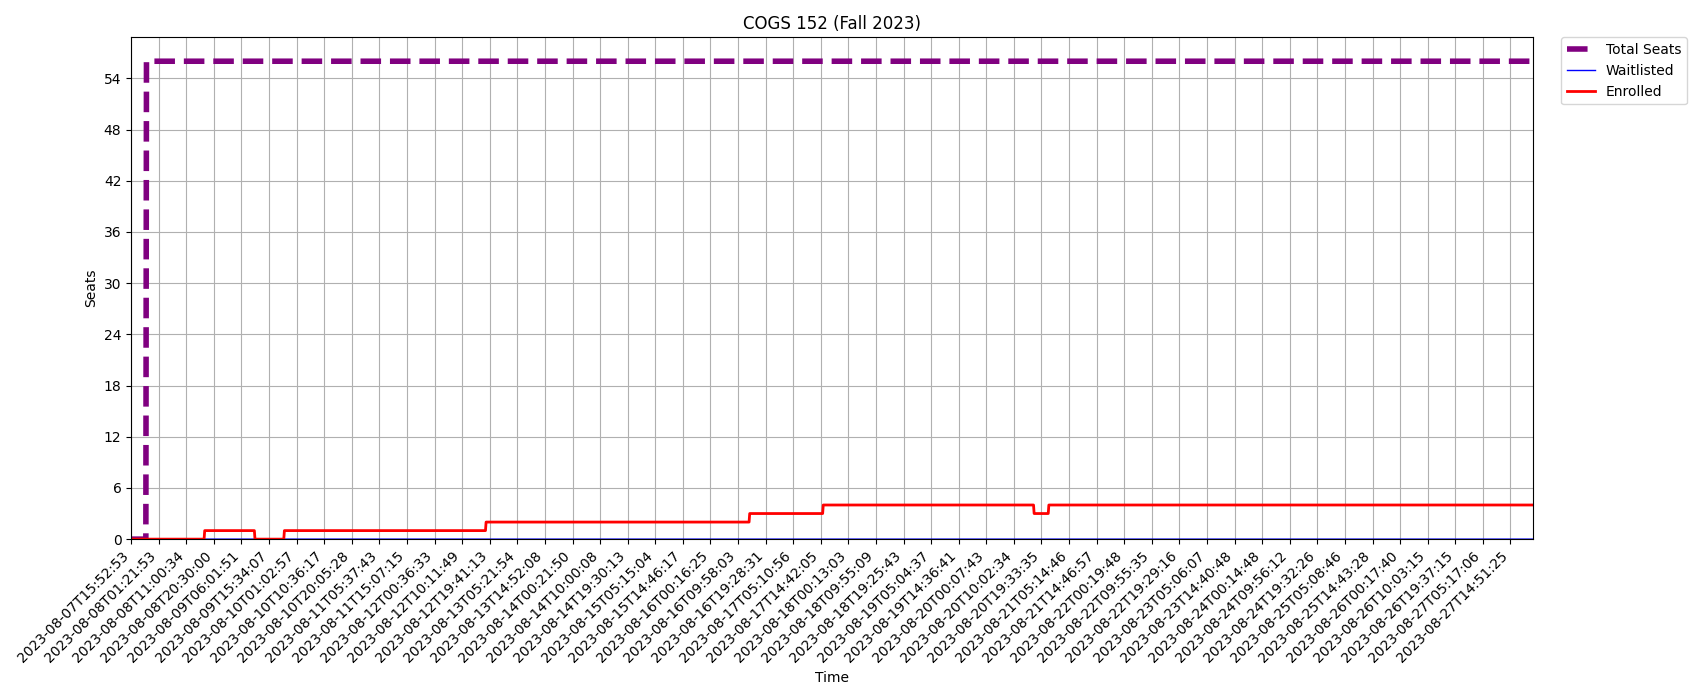 COGS 152 (Fall 2023)
Total Seats
Waitlisted
Enrolled
Seats
54
48
42
36
30
24
18
12
6
0
2023-08-07T15:52:53
2023-08-08T01:21:53
2023-08-08T11:00:34
2023-08-08T20:30:00
2023-08-09T06:01:51
2023-08-09T15:34:07
2023-08-10T01:02:57
2023-08-10T10:36:17
2023-08-10T20:05:28
2023-08-11T05:37:43
2023-08-11T15:07:15
2023-08-12T00:36:33
2023-08-12T10:11:49
2023-08-12T19:41:13
2023-08-13T05:21:54
2023-08-13T14:52:08
2023-08-14T00:21:50
2023-08-14T10:00:08
2023-08-14T19:30:13
2023-08-15T05:15:04
2023-08-15T14:46:17
2023-08-16T00:16:25
2023-08-16T09:58:03
2023-08-16T19:28:31
2023-08-17T05:10:56
2023-08-17T14:42:05
2023-08-18T00:13:03
2023-08-18T09:55:09
2023-08-18T19:25:43
2023-08-19T05:04:37
2023-08-19T14:36:41
2023-08-20T00:07:43
2023-08-20T10:02:34
2023-08-20T19:33:35
2023-08-21T05:14:46
2023-08-21T14:46:57
2023-08-22T00:19:48
2023-08-22T09:55:35
2023-08-22T19:29:16
2023-08-23T05:06:07
2023-08-23T14:40:48
2023-08-24T00:14:48
2023-08-24T09:56:12
2023-08-24T19:32:26
2023-08-25T05:08:46
2023-08-25T14:43:28
2023-08-26T00:17:40
2023-08-26T10:03:15
2023-08-26T19:37:15
2023-08-27T05:17:06
2023-08-27T14:51:25
Time